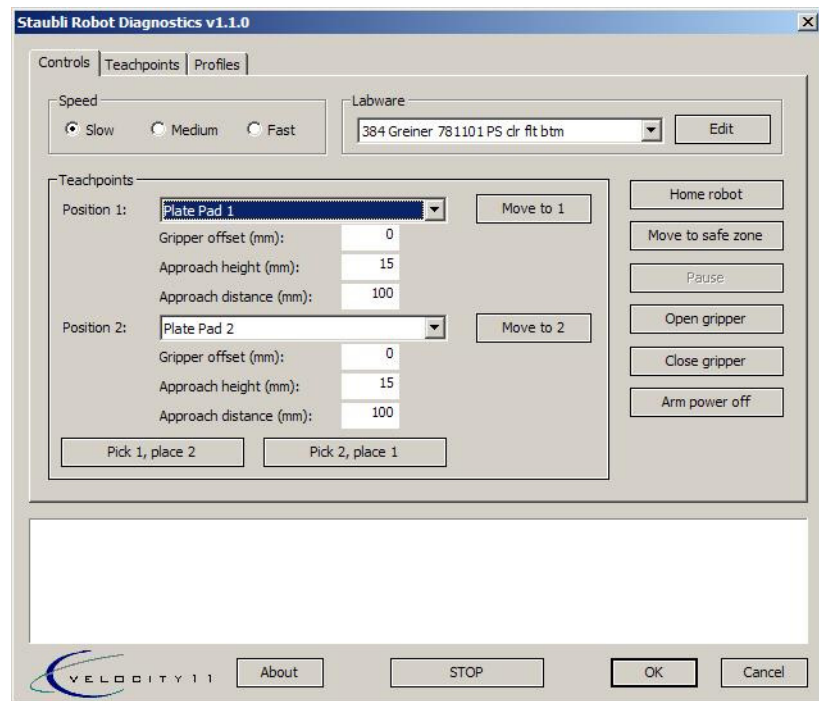 Staubli Robot Diagnostics v1.1.0
Controls Teachpoints Profiles
Speed
Slow Medium Fast
Labware
384 Greiner 781101 PS clr flt btm Edit
Teachpoints
Position 1: Plate Pad 1 Move to 1
Gripper offset (mm): 0
Approach height (mm): 15
Approach distance (mm): 100
Position 2: Plate Pad 2 Move to 2
Gripper offset (mm): 0
Approach height (mm): 15
Approach distance (mm): 100
Pick 1, place 2 Pick 2, place 1
Home robot
Move to safe zone
Pause
Open gripper
Close gripper
Arm power off
VELOCITY11 About STOP OK Cancel